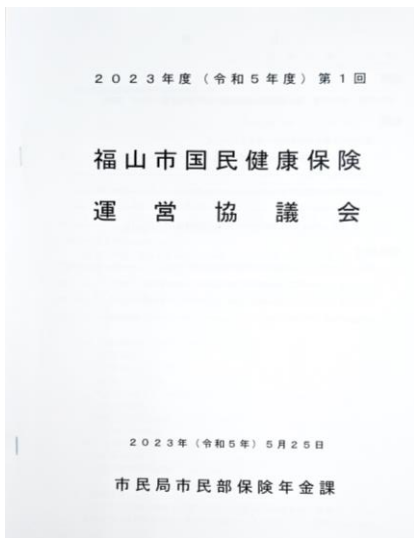 ２０２３年度（令和５年度）第１回
福山市国民健康保険
運営協議会
２０２３年（令和５年）５月２５日
市民局市民部保険年金課